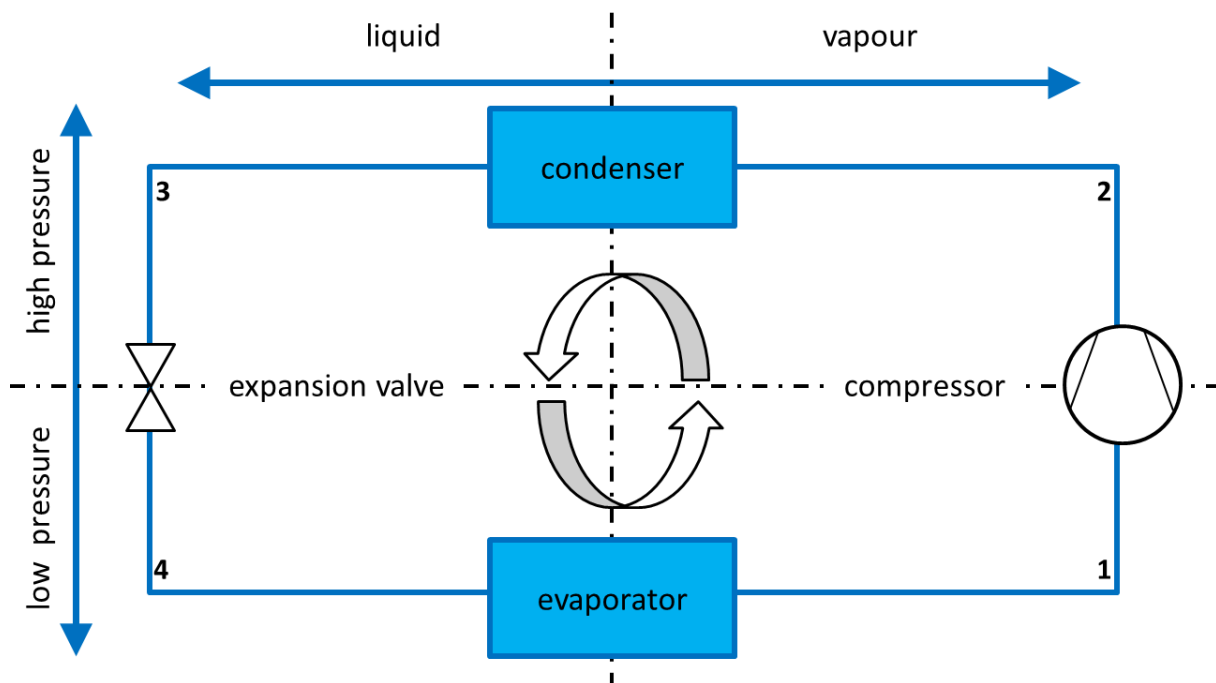 liquid
vapour
condenser
3
2
high pressure
expansion valve
compressor
low pressure
4
1
evaporator